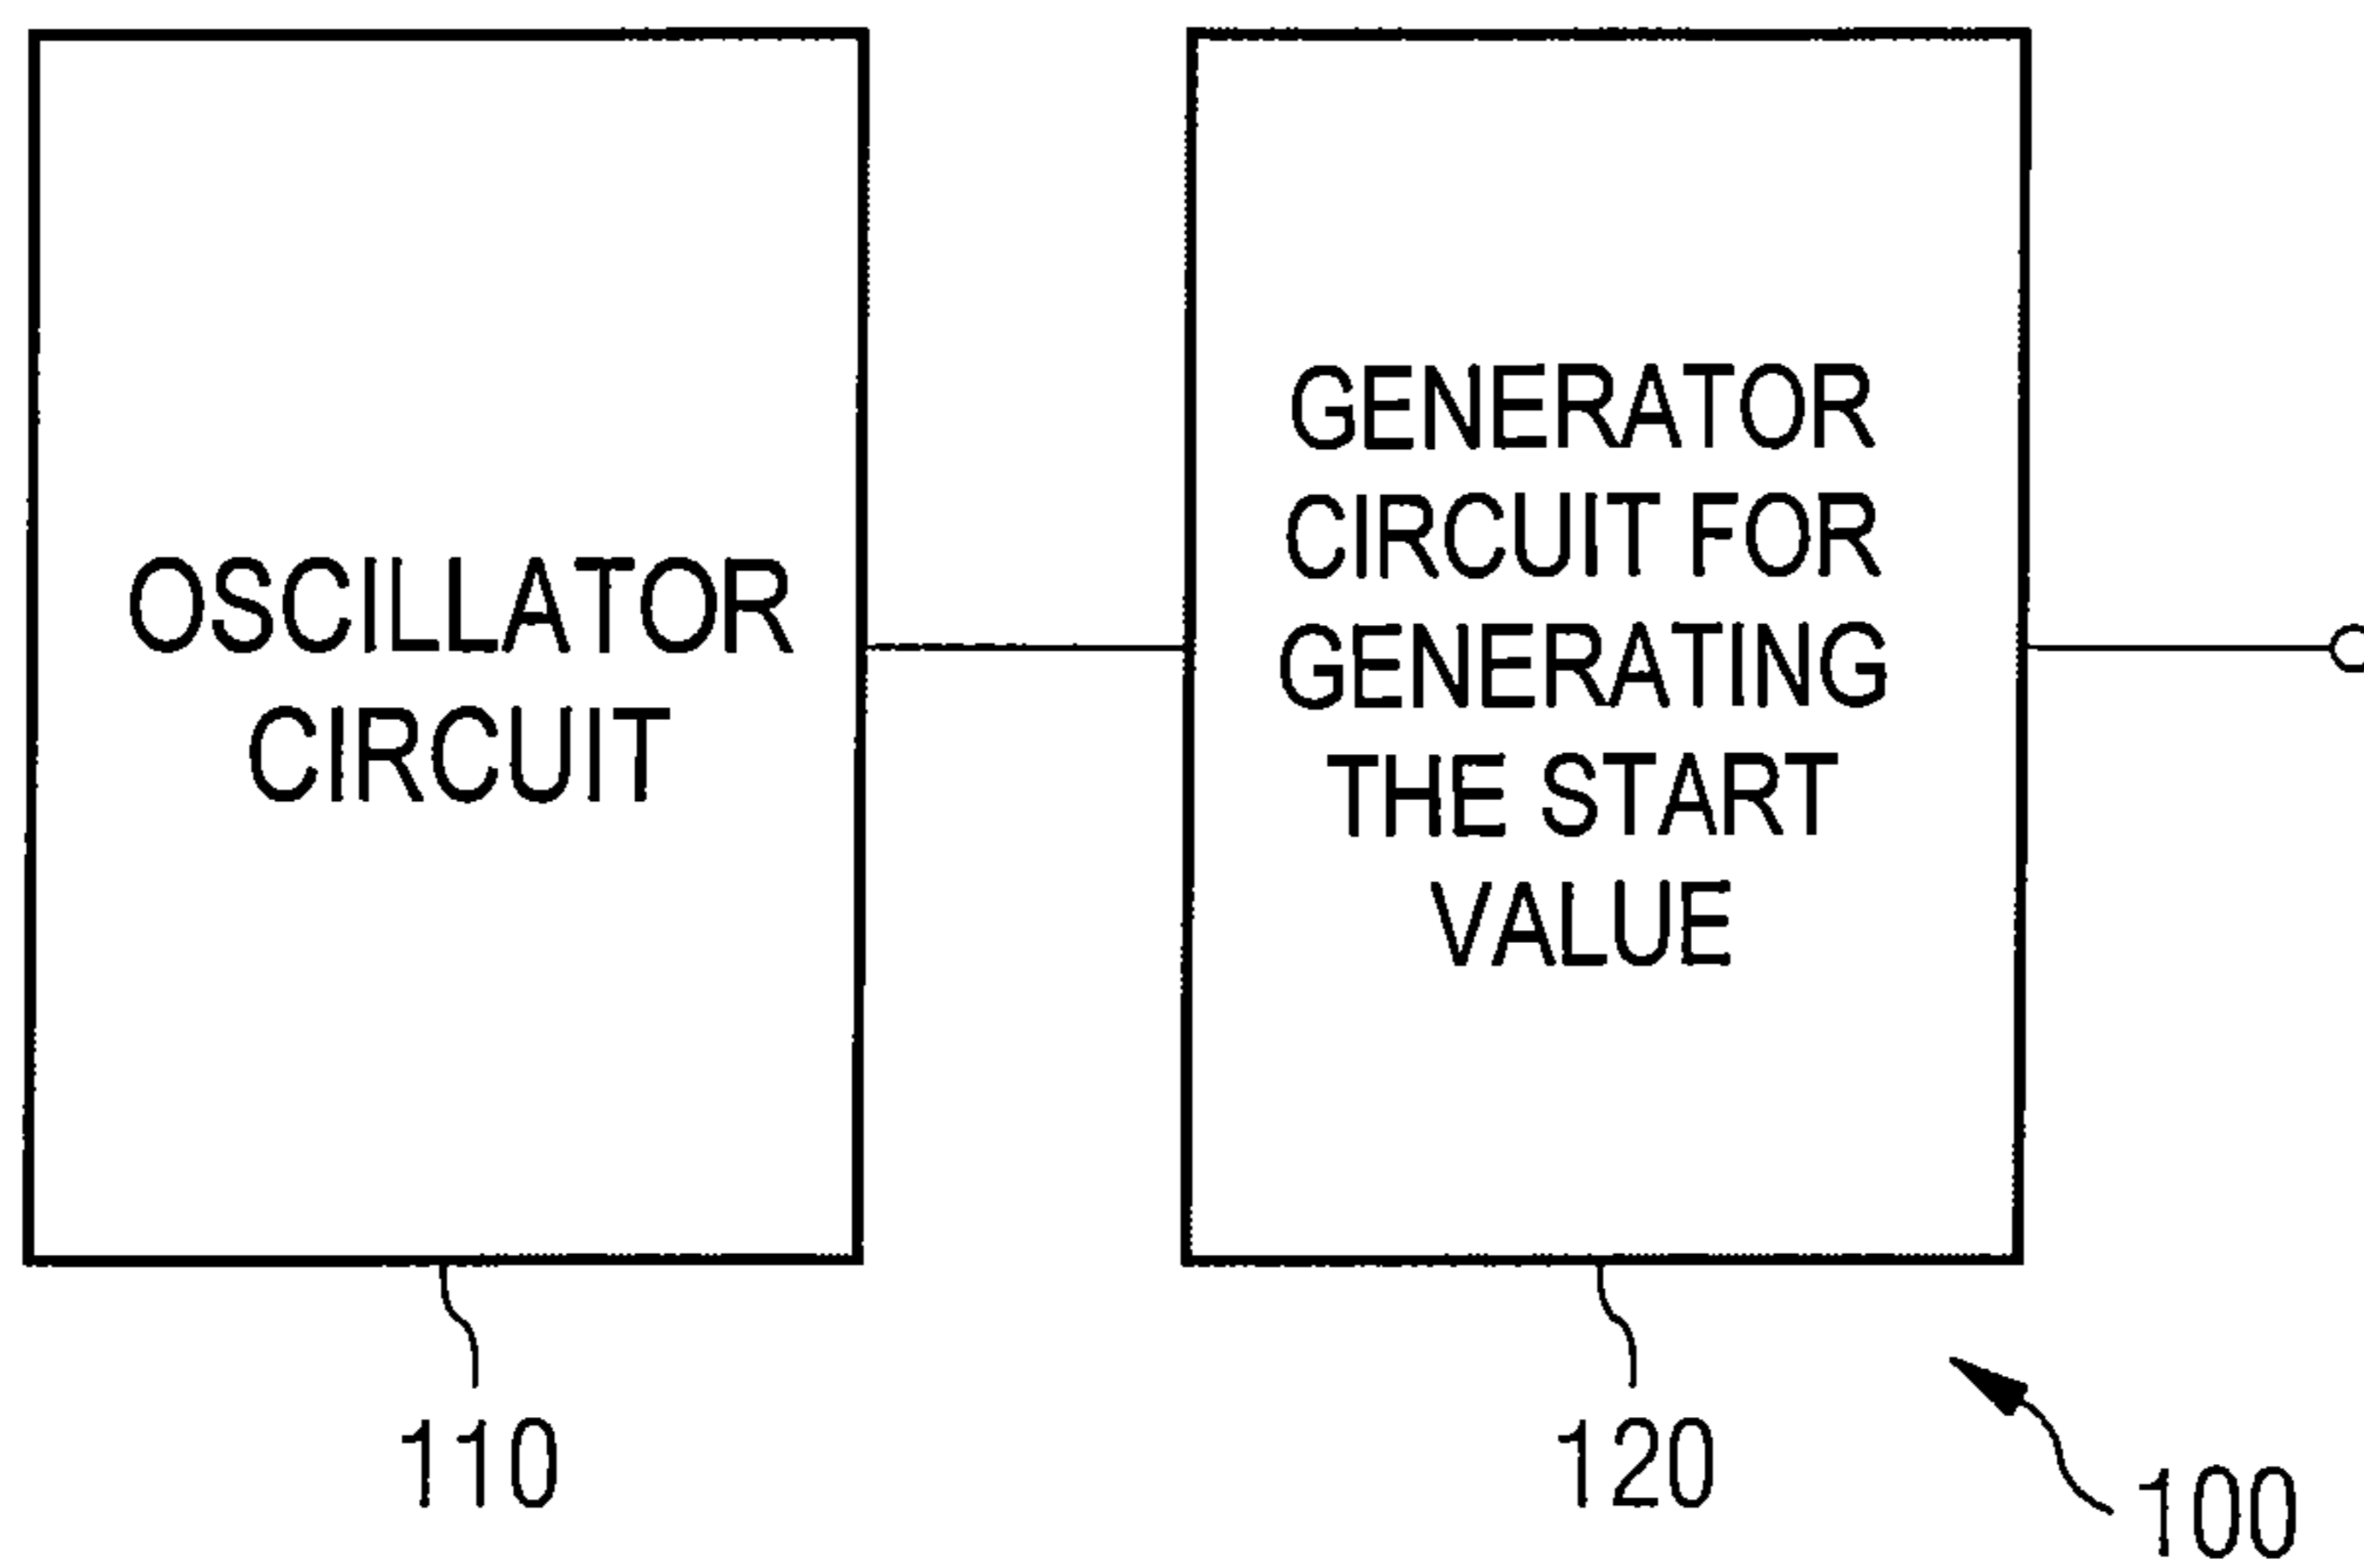 OSCILLATOR
CIRCUIT
GENERATOR
CIRCUIT FOR
GENERATING
THE START
VALUE
110
120
100